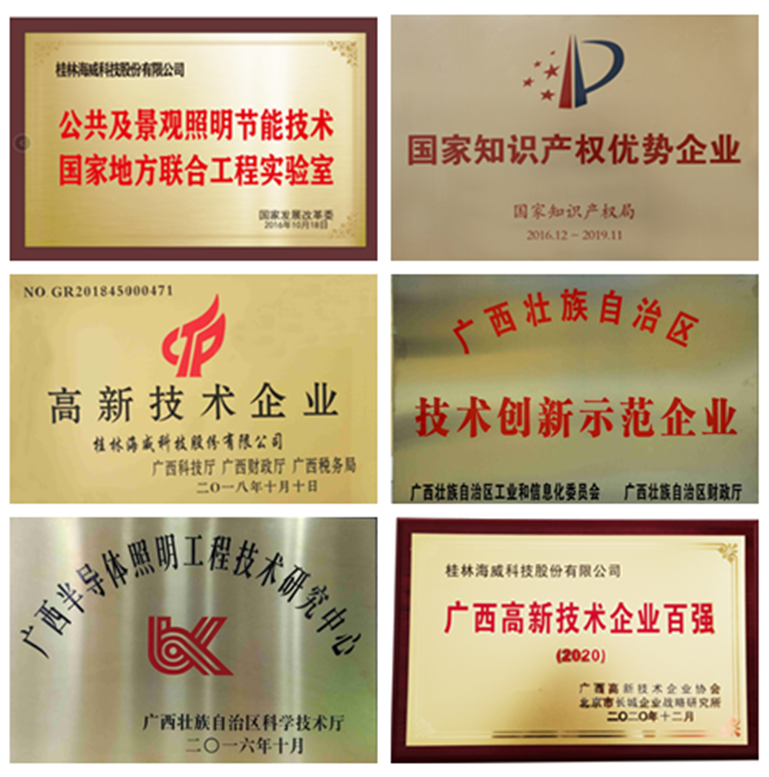 桂林海威科技股份有限公司
公共及景观照明节能技术
国家地方联合工程实验室
国家发展改革委
2016年10月18日
国家知识产权优势企业
国家知识产权局
2016.12-2019.11
NO GR201845000471
高新技术企业
桂林海威科技股份有限公司
广西科技厅 广西财政厅 广西税务局
二〇一八年十月十日
广西壮族自治区
技术创新示范企业
广西壮族自治区工业和信息化委员会 广西壮族自治区财政厅
广西半导体照明工程技术研究中心
广西壮族自治区科学技术厅
二〇一六年十月
桂林海威科技股份有限公司
广西高新技术企业百强
(2020)
广西高新技术企业协会
北京市长城企业战略研究所
二〇二〇年十二月